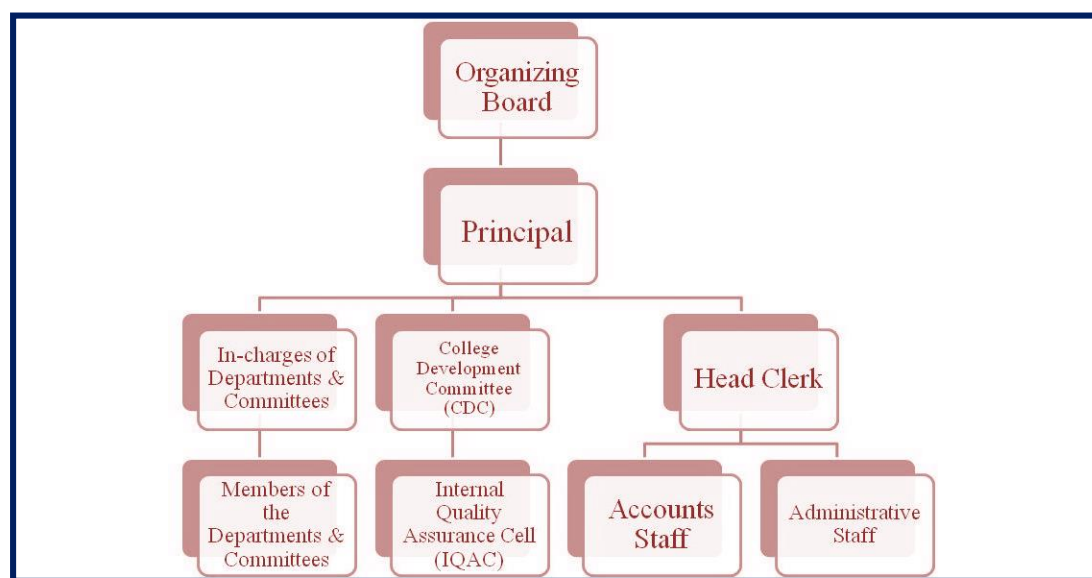 Organizing
Board
Principal
In-charges of
Departments &
Committees
College
Development
Committee
(CDC)
Head Clerk
Members of
the
Departments &
Committees
Internal
Quality
Assurance Cell
(IQAC)
Accounts
Staff
Administrative
Staff